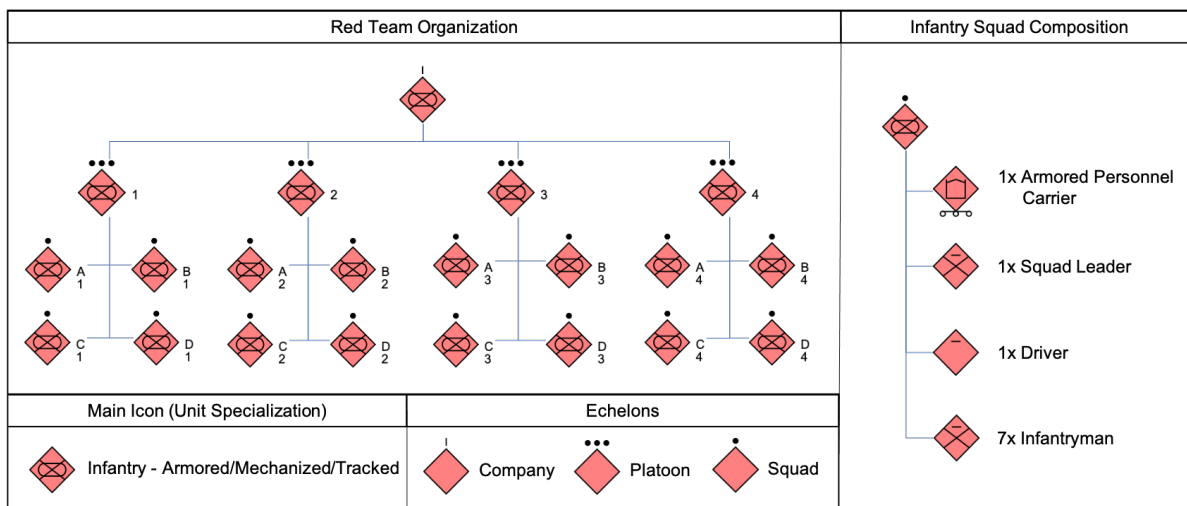 Red Team Organization
Infantry Squad Composition
1
2
3
4
A
1
B
1
A
2
B
2
A
3
B
3
A
4
B
4
C
1
D
1
C
2
D
2
C
3
D
3
C
4
D
4
1x Armored Personnel
Carrier
1x Squad Leader
1x Driver
7x Infantryman
Main Icon (Unit Specialization)
Echelons
Infantry - Armored/Mechanized/Tracked
Company
Platoon
Squad